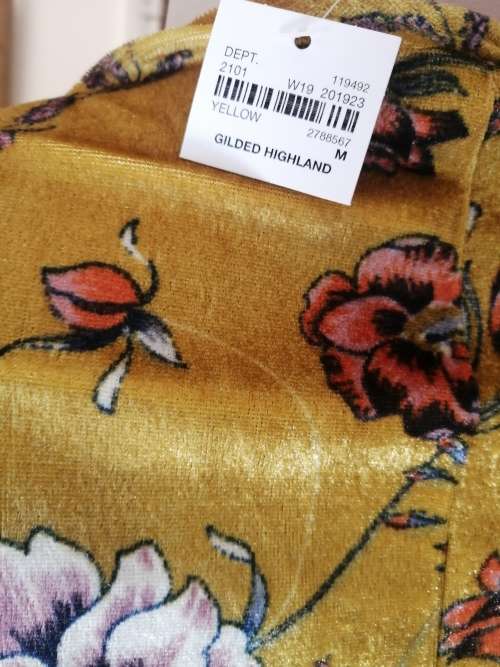 DEPT. 119492
2101 W19 201923
YELLOW 2788567
GILDED HIGHLAND M